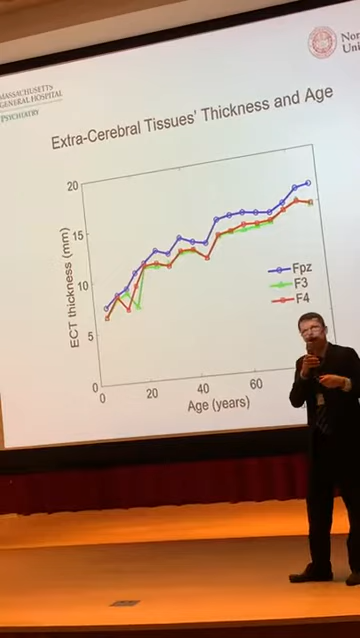 MASSACHUSETTS
GENERAL HOSPITAL
PSYCHIATRY
Extra-Cerebral Tissues' Thickness and Age
20
15
10
5
0
ECT thickness (mm)
Fpz
F3
F4
0
20
40
60
Age (years)